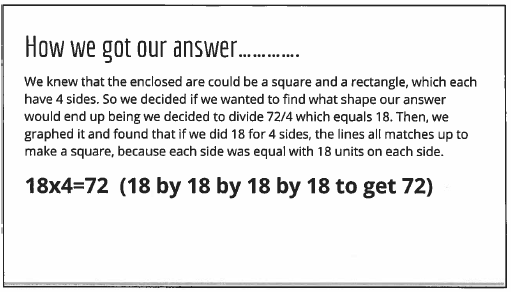 How we got our answer.............
We knew that the enclosed are could be a square and a rectangle, which each
have 4 sides. So we decided if we wanted to find what shape our answer
would end up being we decided to divide 72/4 which equals 18. Then, we
graphed it and found that if we did 18 for 4 sides, the lines all matches up to
make a square, because each side was equal with 18 units on each side.
18x4=72 (18 by 18 by 18 by 18 to get 72)